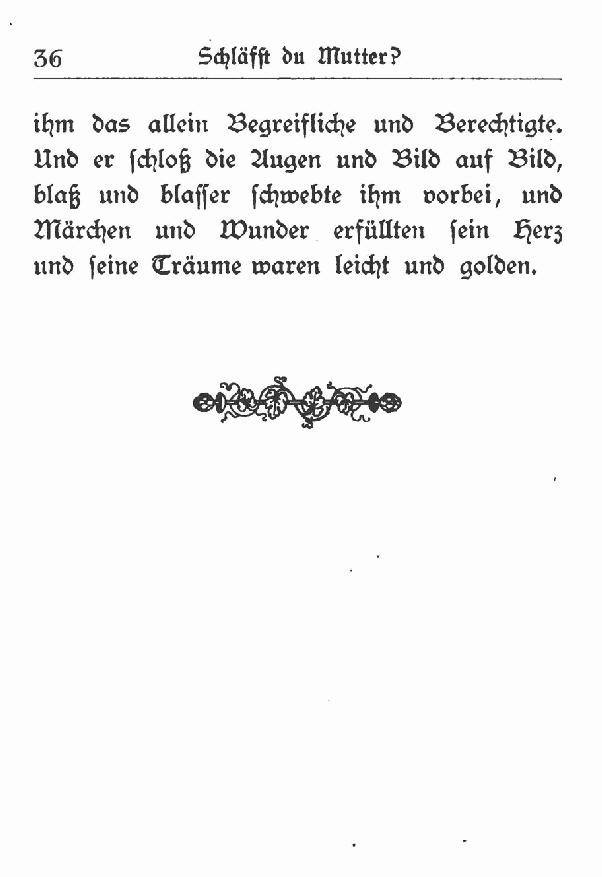 36 Schläfst du Mutter?
ihm das allein Begreifliche und Berechtigte.
Und er schloß die Augen und Bild auf Bild,
blaß und blasser schwebte ihm vorbei, und
Märchen und Wunder erfüllten sein Herz
und seine Träume waren leicht und golden.